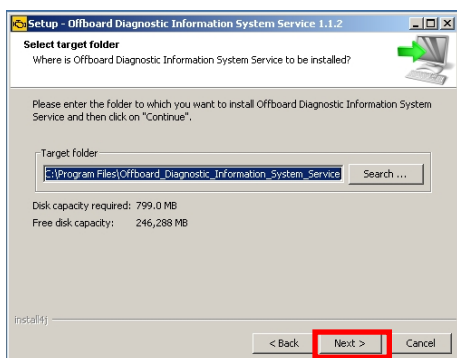 Setup - Offboard Diagnostic Information System Service 1.1.2
Select target folder
Where is Offboard Diagnostic Information System Service to be installed?
Please enter the folder to which you want to install Offboard Diagnostic Information System
Service and then click on "Continue".
Target folder
C:\Program Files\Offboard_Diagnostic_Information_System_Service
Search ...
Disk capacity required: 799.0 MB
Free disk capacity: 246,288 MB
install4j
< Back Next > Cancel